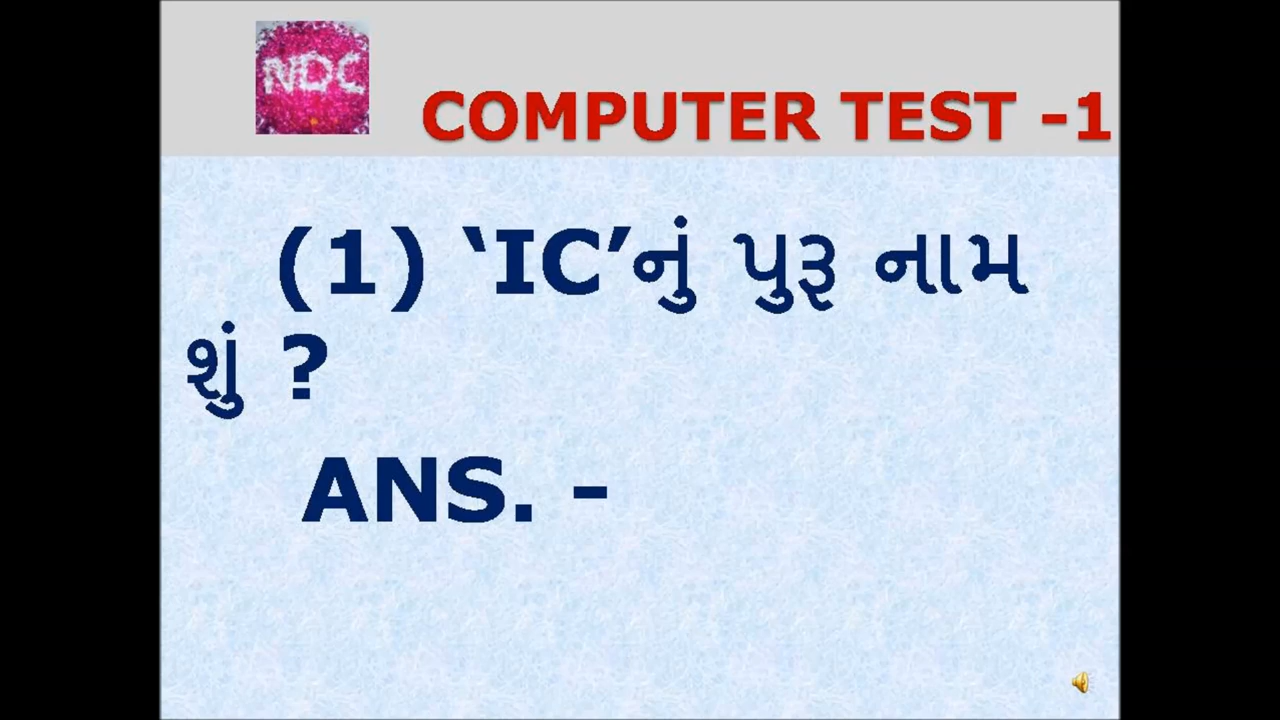 NDC
COMPUTER TEST -1
(1) ‘IC’નું પુરૂ નામ
શું ?
ANS. -